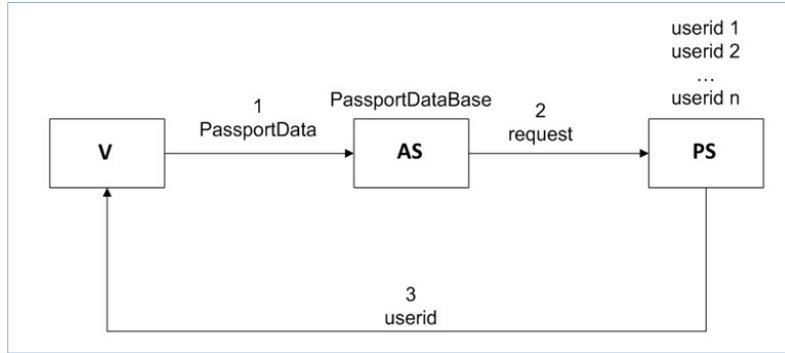 userid 1
userid 2
...
userid n
1
PassportData
PassportDataBase
2
request
V
AS
PS
3
userid